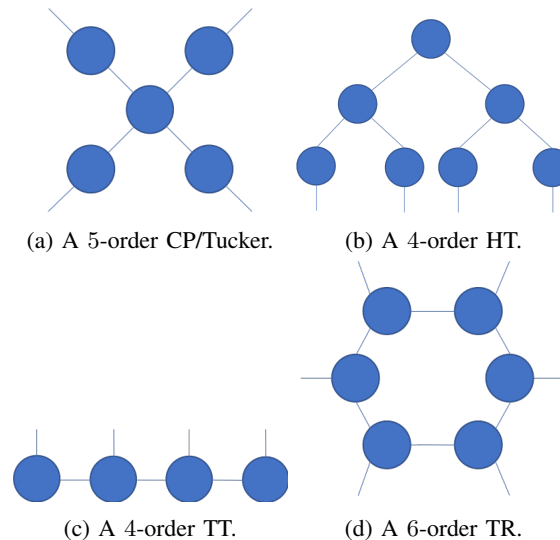 (a) A 5-order CP/Tucker.
(b) A 4-order HT.
(c) A 4-order TT.
(d) A 6-order TR.